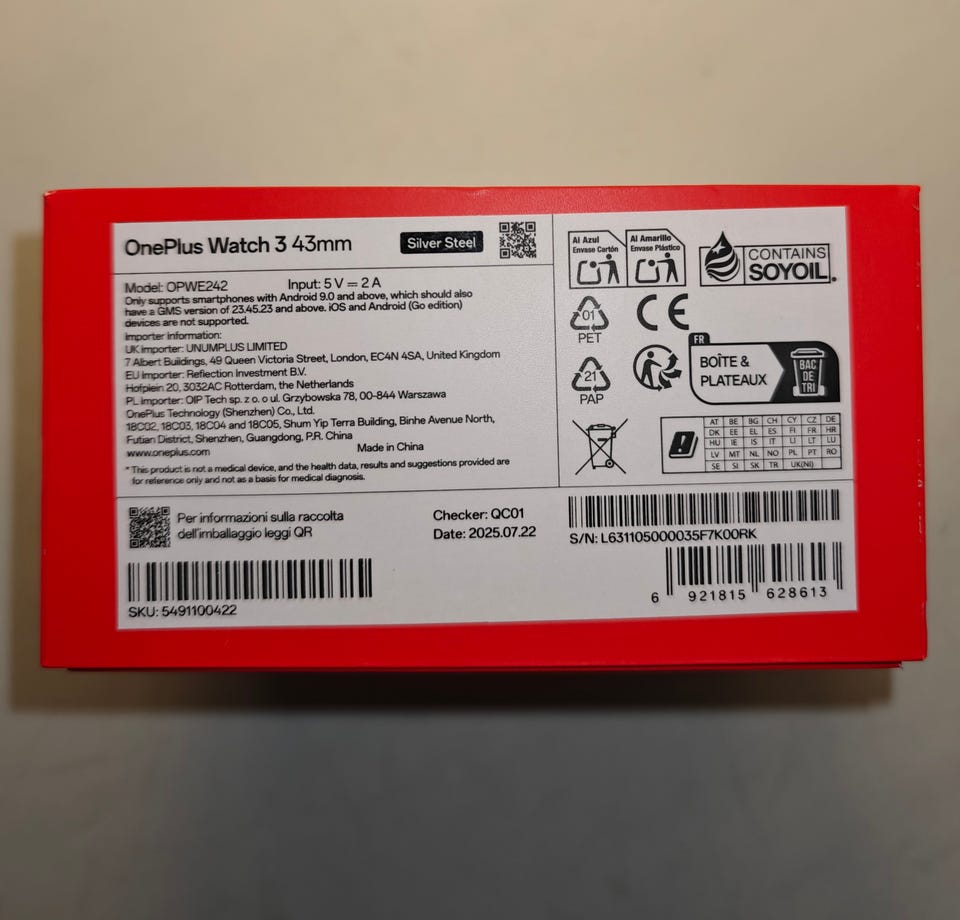 OnePlus Watch 3 43mm
Silver Steel
Model: OPWE242 Input: 5 V ⎓ 2 A
Only supports smartphones with Android 9.0 and above, which should also
have a GMS version of 23.45.23 and above. iOS and Android (Go edition)
devices are not supported.
Importer Information:
UK importer: UNUMPLUS LIMITED
7 Albert Buildings, 49 Queen Victoria Street, London, EC4N 4SA, United Kingdom
EU importer: Reflection Investment B.V.
Hofplein 20, 3032AC Rotterdam, the Netherlands
PL importer: OIP Tech sp. z o. o ul. Grzybowska 78, 00-844 Warszawa
OnePlus Technology (Shenzhen) Co., Ltd.
18C02, 18C03, 18C04 and 18C05, Shum Yip Terra Building, Binhe Avenue North,
Futian District, Shenzhen, Guangdong, P.R. China
www.oneplus.com Made in China
* This product is not a medical device, and the health data, results and suggestions provided are
for reference only and not as a basis for medical diagnosis.
Al Azul
Envase Cartón
Al Amarillo
Envase Plástico
CONTAINS
SOYOIL
01
PET
CE
21
PAP
FR
BOÎTE &
PLATEAUX
BAC
DE
TRI
AT BE BG CH CY CZ DE
DK EE EL ES FI FR HR
HU IE IS IT LI LT LU
LV MT NL NO PL PT RO
SE SI SK TR UK(NI)
Per informazioni sulla raccolta
dell'imballaggio leggi QR
Checker: QC01
Date: 2025.07.22
SKU: 5491100422
S/N: L631105000035F7K00RK
6 921815 628613